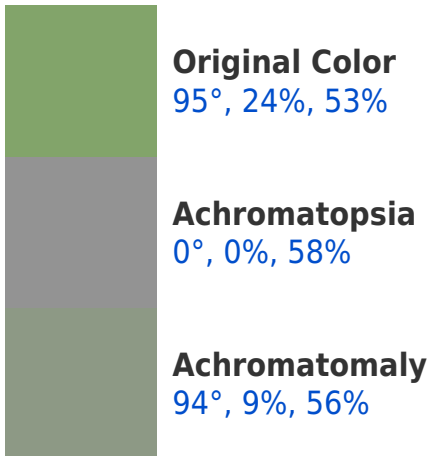 Original Color
95°, 24%, 53%
Achromatopsia
0°, 0%, 58%
Achromatomaly
94°, 9%, 56%